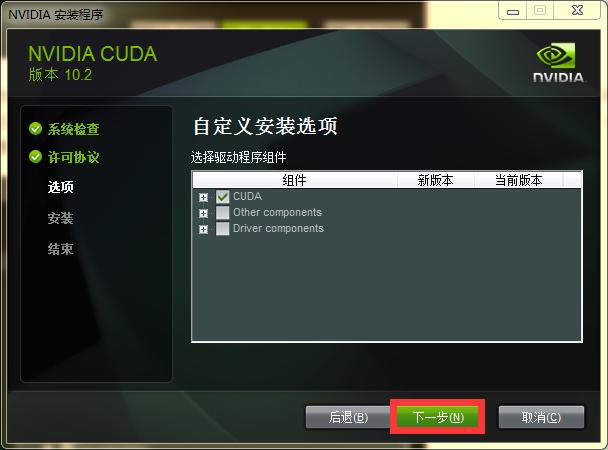 NVIDIA 安装程序
NVIDIA CUDA
版本 10.2
NVIDIA.
系统检查
许可协议
选项
安装
结束
自定义安装选项
选择驱动程序组件
组件 新版本 当前版本
CUDA
Other components
Driver components
后退(B) 下一步(N) 取消(C)